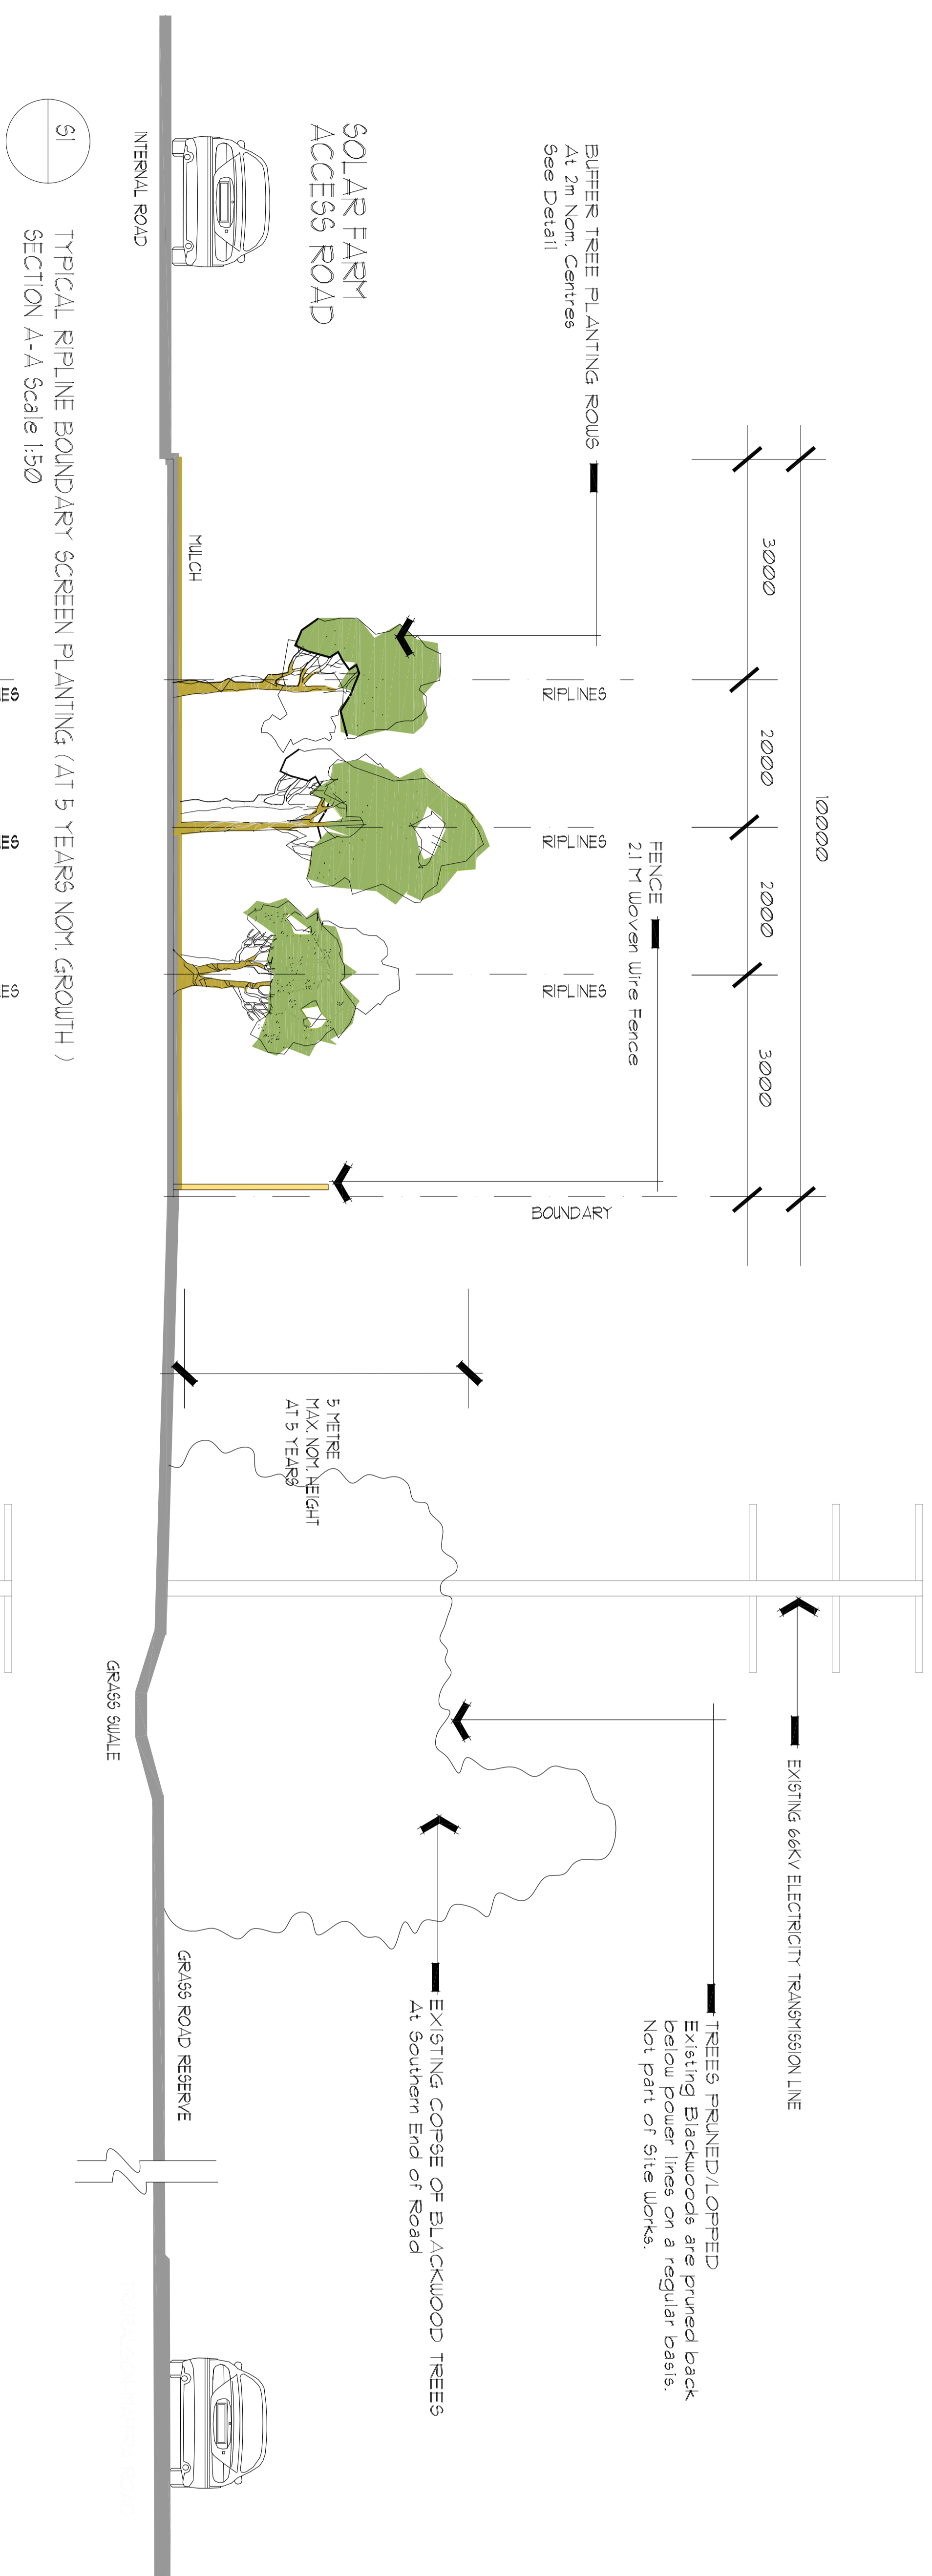 10000
3000
2000
2000
3000
EXISTING 66KV ELECTRICITY TRANSMISSION LINE
TREES PRUNED/LOPPED
Existing Blackwoods are pruned back
below power lines on a regular basis.
Not part of Site Works.
FENCE
2.1 M Woven Wire Fence
BUFFER TREE PLANTING ROWS
At 2m Nom. Centres
See Detail
RIPLINES
RIPLINES
RIPLINES
BOUNDARY
EXISTING COPSE OF BLACKWOOD TREES
At Southern End of Road
SOLAR FARM
ACCESS ROAD
5 METRE
MAX. NOM. HEIGHT
AT 5 YEARS
MULCH
GRASS ROAD RESERVE
INTERNAL ROAD
GRASS SWALE
S1
TYPICAL RIPLINE BOUNDARY SCREEN PLANTING (AT 5 YEARS NOM. GROWTH )
SECTION A-A Scale 1:50